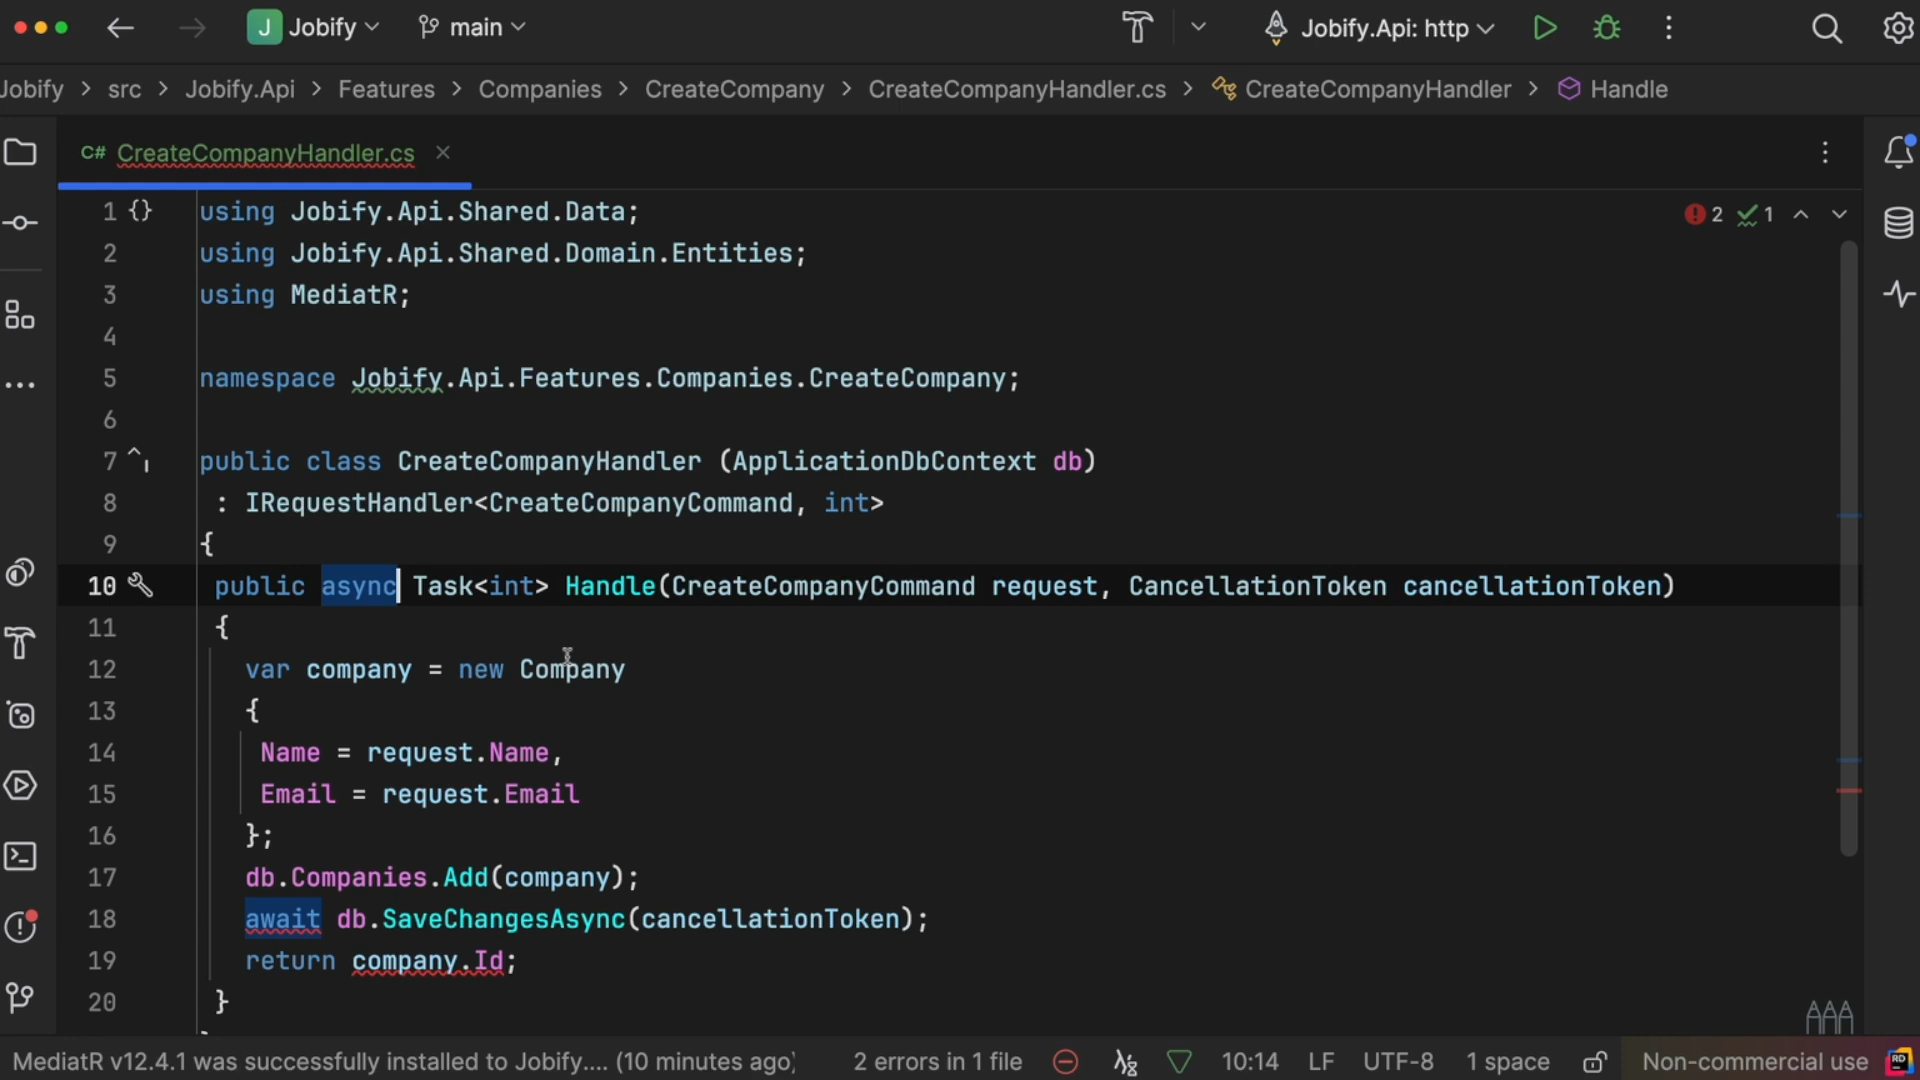 J Jobify main Jobify.Api: http
Jobify > src > Jobify.Api > Features > Companies > CreateCompany > CreateCompanyHandler.cs > CreateCompanyHandler > Handle
C# CreateCompanyHandler.cs
1 {} using Jobify.Api.Shared.Data;
2 using Jobify.Api.Shared.Domain.Entities;
3 using MediatR;
4
5 namespace Jobify.Api.Features.Companies.CreateCompany;
6
7 public class CreateCompanyHandler (ApplicationDbContext db)
8 : IRequestHandler<CreateCompanyCommand, int>
9 {
10 public async Task<int> Handle(CreateCompanyCommand request, CancellationToken cancellationToken)
11 {
12 var company = new Company
13 {
14 Name = request.Name,
15 Email = request.Email
16 };
17 db.Companies.Add(company);
18 await db.SaveChangesAsync(cancellationToken);
19 return company.Id;
20 }
2 1
MediatR v12.4.1 was successfully installed to Jobify.... (10 minutes ago) 2 errors in 1 file 10:14 LF UTF-8 1 space Non-commercial use RD